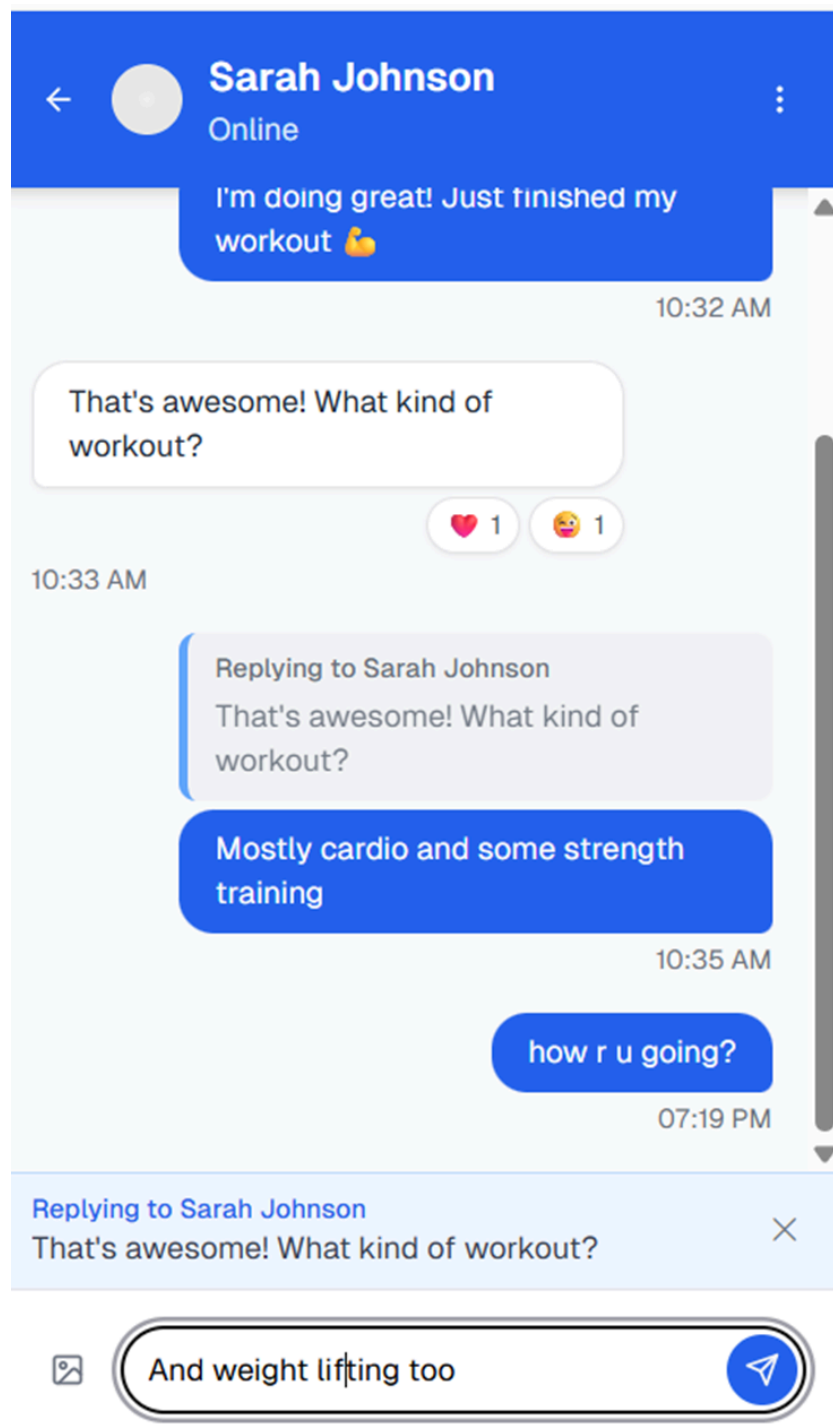 Sarah Johnson
Online
I'm doing great! Just finished my
workout 💪
10:32 AM
That's awesome! What kind of
workout?
❤️ 1 😜 1
10:33 AM
Replying to Sarah Johnson
That's awesome! What kind of
workout?
Mostly cardio and some strength
training
10:35 AM
how r u going?
07:19 PM
Replying to Sarah Johnson
That's awesome! What kind of workout?
And weight lifting too